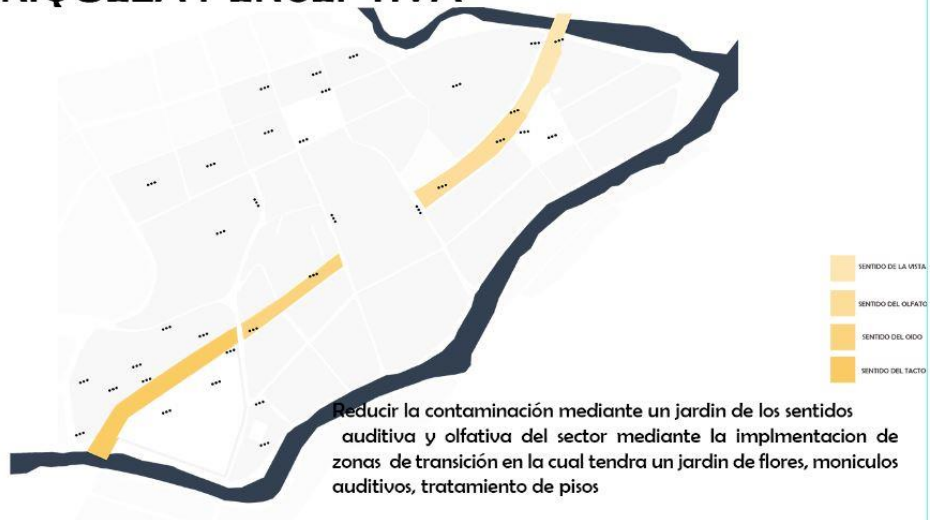 SENTIDO DE LA VISTA
SENTIDO DEL OLFATO
SENTIDO DEL OIDO
SENTIDO DEL TACTO
Reducir la contaminación mediante un jardin de los sentidos
auditiva y olfativa del sector mediante la implmentacion de
zonas de transición en la cual tendra un jardin de flores, moniculos
auditivos, tratamiento de pisos